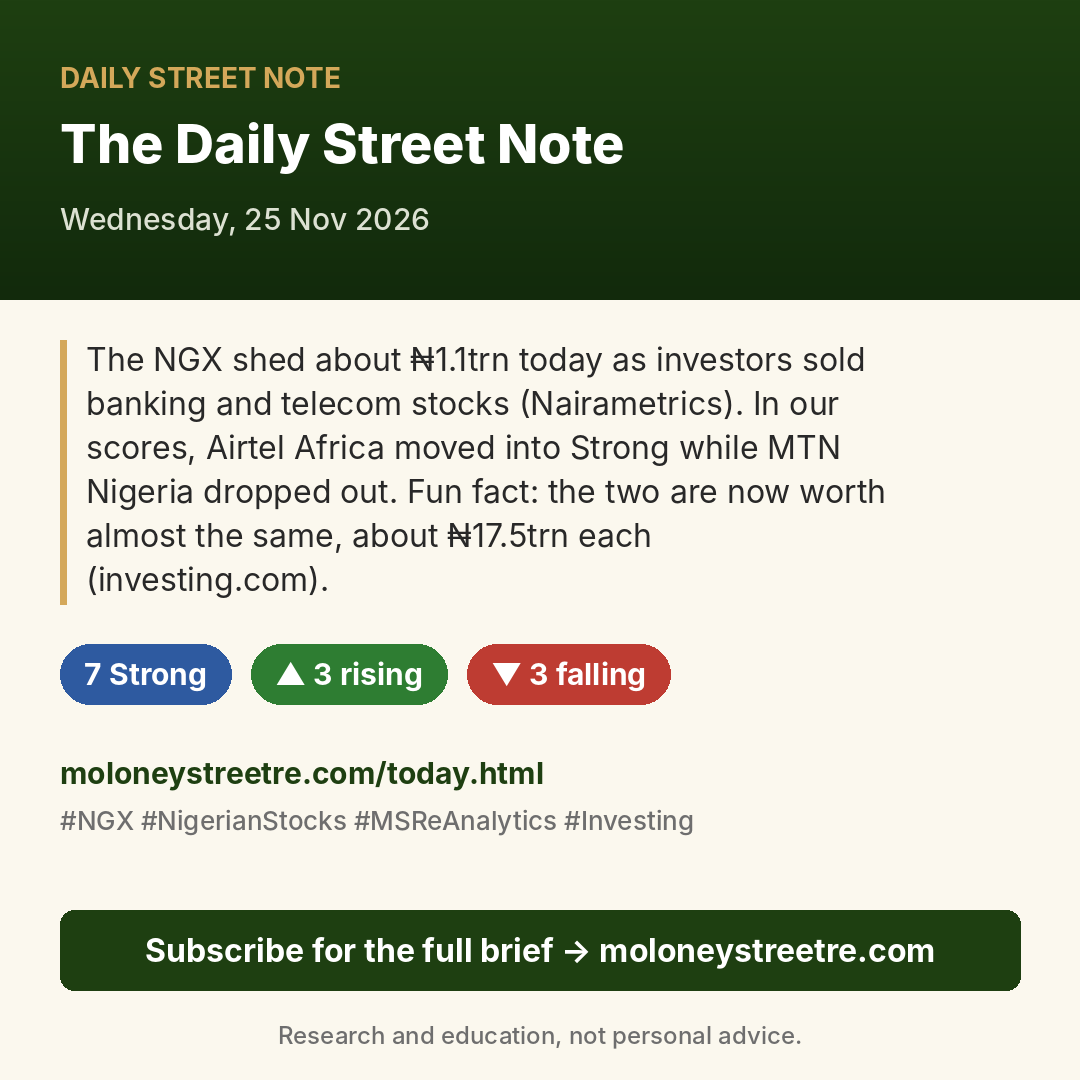 DAILY STREET NOTE
The Daily Street Note
Wednesday, 25 Nov 2026
The NGX shed about ₦1.1trn today as investors sold
banking and telecom stocks (Nairametrics). In our
scores, Airtel Africa moved into Strong while MTN
Nigeria dropped out. Fun fact: the two are now worth
almost the same, about ₦17.5trn each
(investing.com).
7 Strong ▲ 3 rising ▼ 3 falling
moloneystreetre.com/today.html
#NGX #NigerianStocks #MSReAnalytics #Investing
Subscribe for the full brief → moloneystreetre.com
Research and education, not personal advice.